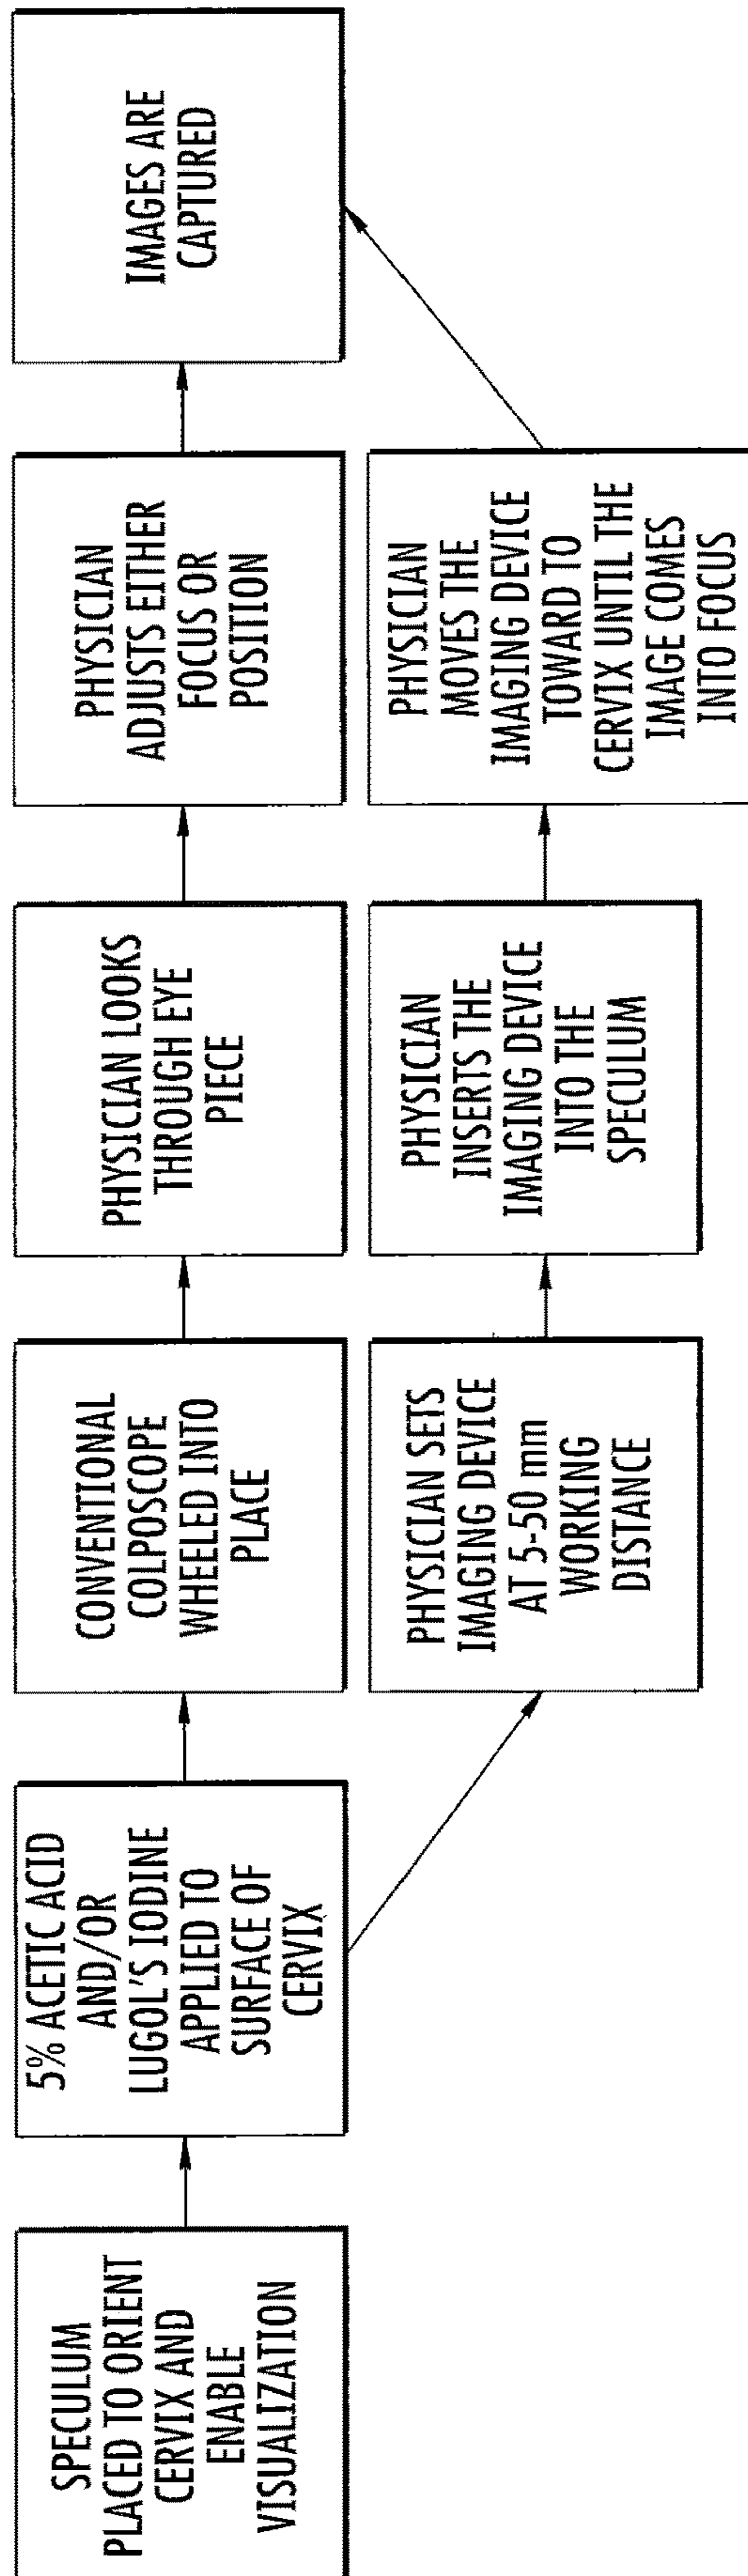 SPECULUM
PLACED TO ORIENT
CERVIX AND
ENABLE
VISUALIZATION
5% ACETIC ACID
AND/OR
LUGOL'S IODINE
APPLIED TO
SURFACE OF
CERVIX
CONVENTIONAL
COLPOSCOPE
WHEELED INTO
PLACE
PHYSICIAN LOOKS
THROUGH EYE
PIECE
PHYSICIAN
ADJUSTS EITHER
FOCUS OR
POSITION
IMAGES ARE
CAPTURED
PHYSICIAN SETS
IMAGING DEVICE
AT 5-50 mm
WORKING
DISTANCE
PHYSICIAN
INSERTS THE
IMAGING DEVICE
INTO THE
SPECULUM
PHYSICIAN
MOVES THE
IMAGING DEVICE
TOWARD TO
CERVIX UNTIL THE
IMAGE COMES
INTO FOCUS